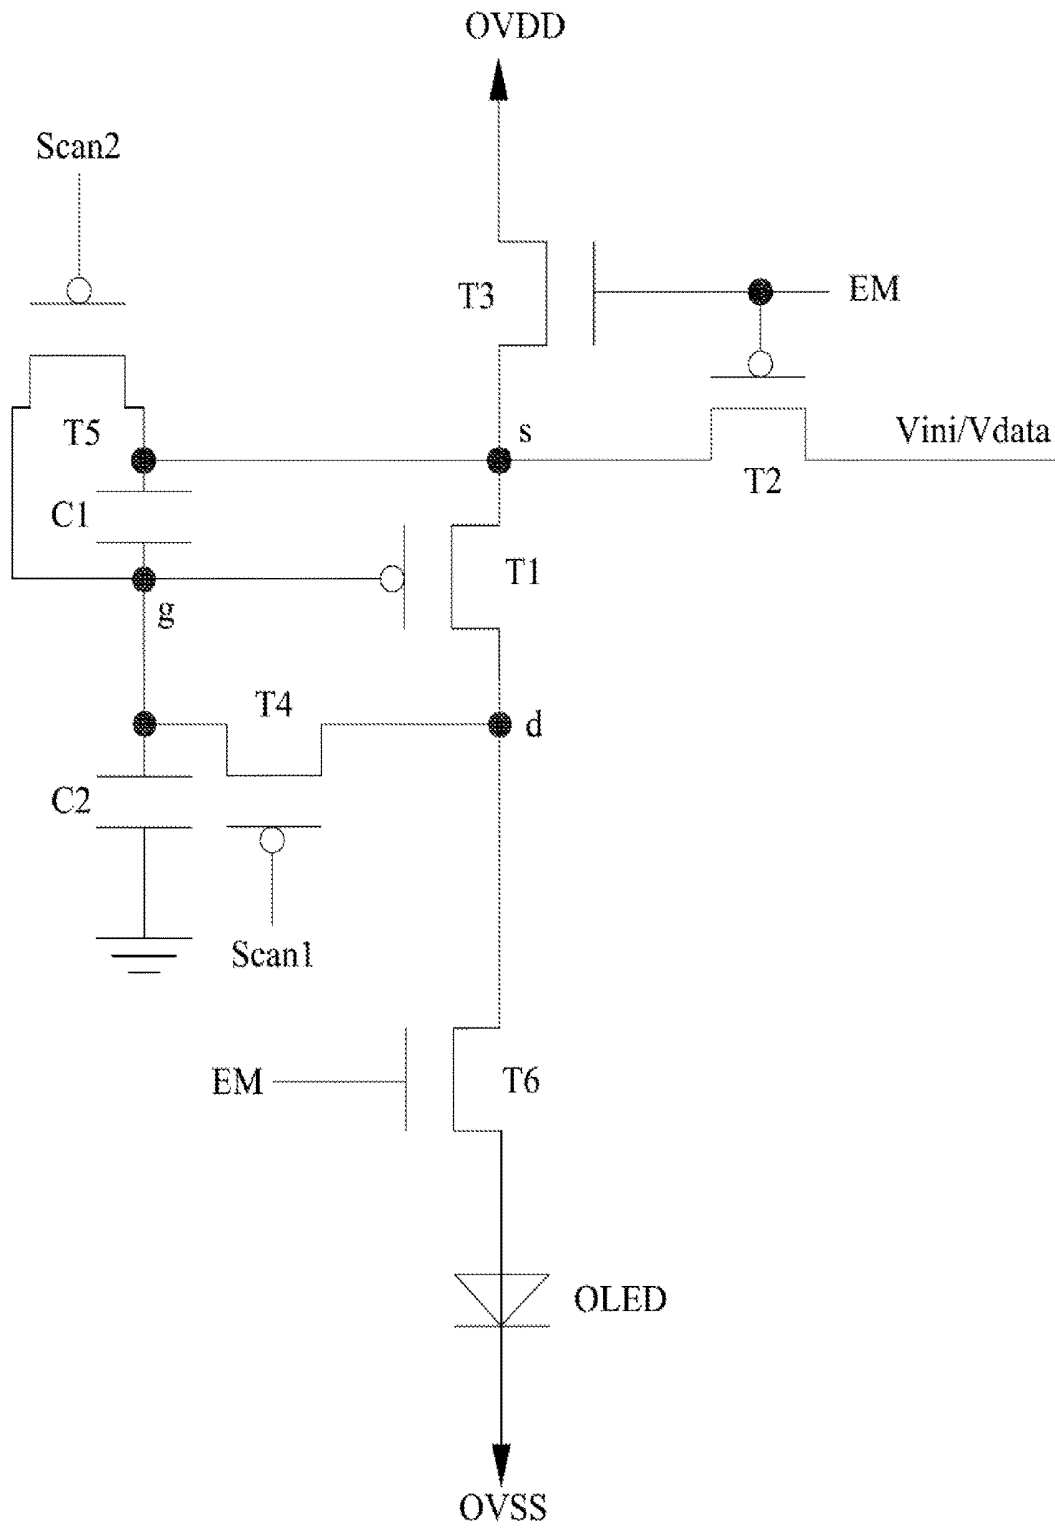 OVDD
Scan2
T3
EM
s
Vini/Vdata
T5
T2
C1
T1
g
T4
d
C2
Scan1
EM
T6
OLED
OVSS